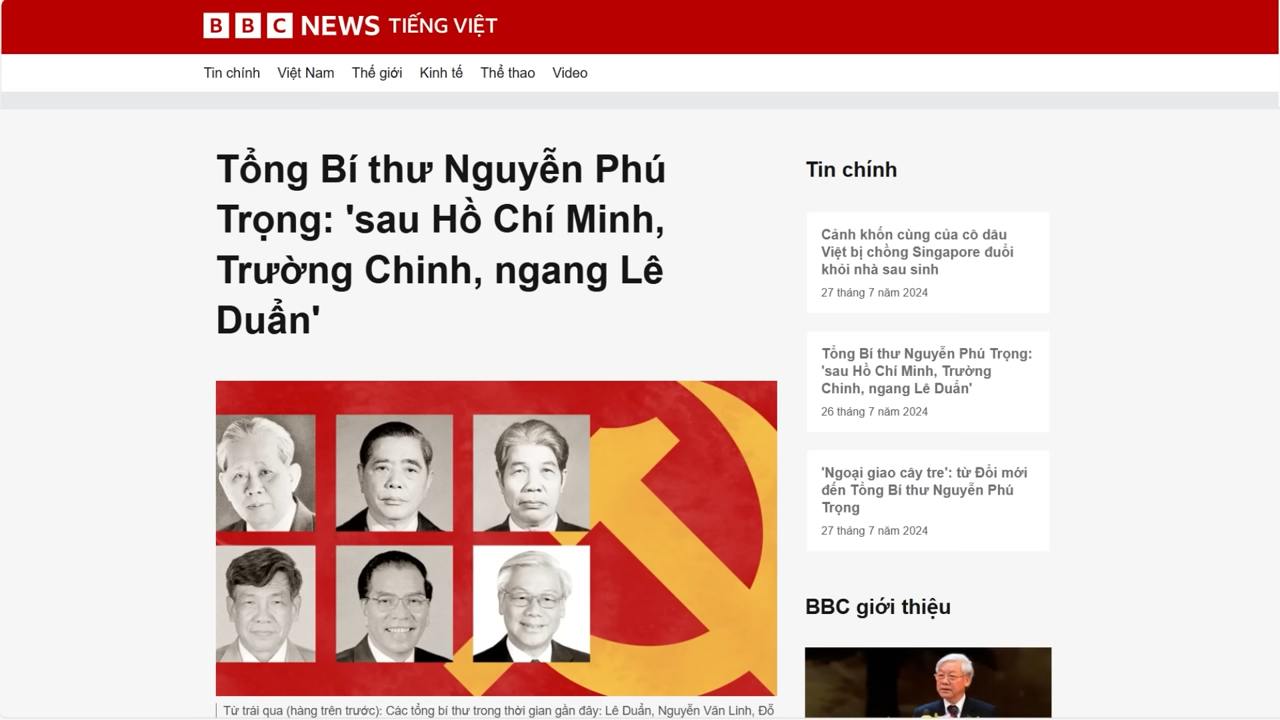 BBC NEWS TIẾNG VIỆT
Tin chính Việt Nam Thế giới Kinh tế Thể thao Video
Tổng Bí thư Nguyễn Phú
Trọng: 'sau Hồ Chí Minh,
Trường Chinh, ngang Lê
Duẩn'
Từ trái qua (hàng trên trước): Các tổng bí thư trong thời gian gần đây: Lê Duẩn, Nguyễn Văn Linh, Đỗ
Tin chính
Cảnh khốn cùng của cô dâu
Việt bị chồng Singapore đuổi
khỏi nhà sau sinh
27 tháng 7 năm 2024
Tổng Bí thư Nguyễn Phú Trọng:
'sau Hồ Chí Minh, Trường
Chinh, ngang Lê Duẩn'
26 tháng 7 năm 2024
'Ngoại giao cây tre': từ Đổi mới
đến Tổng Bí thư Nguyễn Phú
Trọng
27 tháng 7 năm 2024
BBC giới thiệu